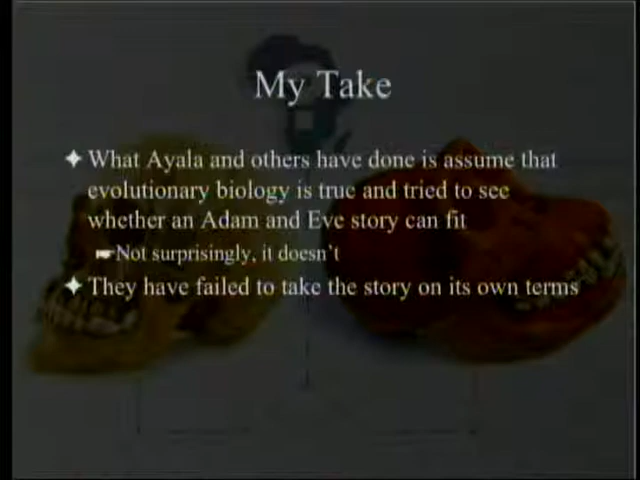 My Take
What Ayala and others have done is assume that
evolutionary biology is true and tried to see
whether an Adam and Eve story can fit
Not surprisingly, it doesn't
They have failed to take the story on its own terms